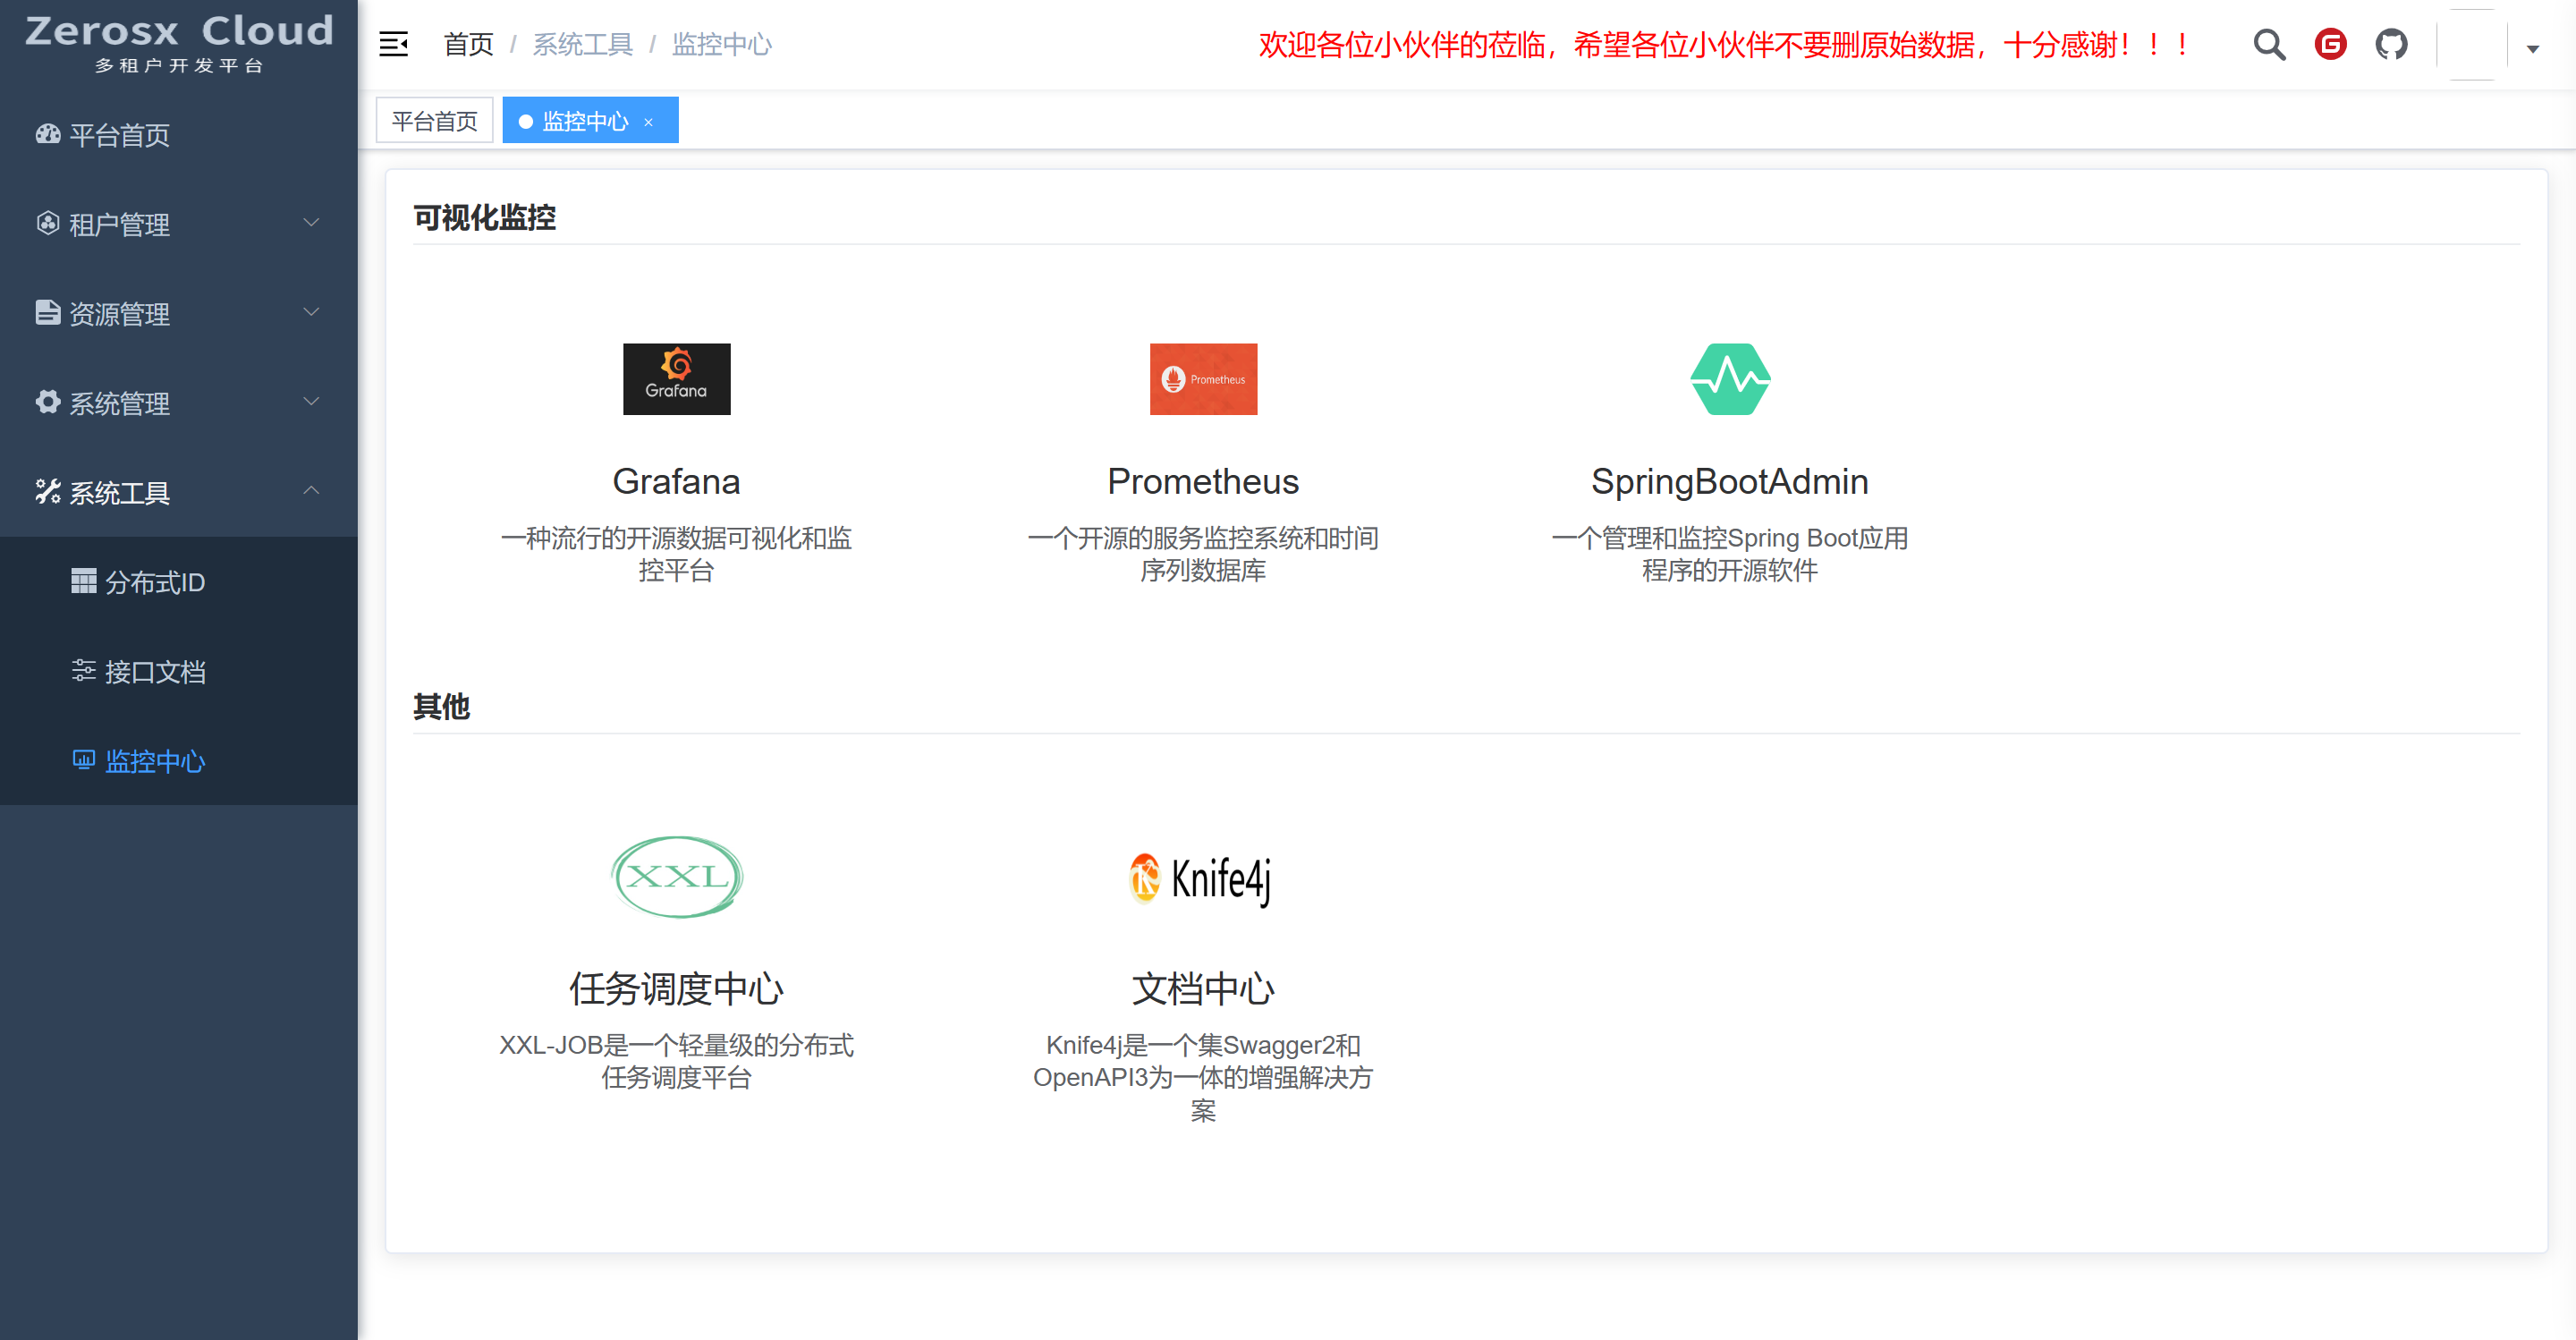 Zerosx Cloud
多租户开发平台
平台首页
租户管理
资源管理
系统管理
系统工具
分布式ID
接口文档
监控中心
首页 / 系统工具 / 监控中心
欢迎各位小伙伴的莅临，希望各位小伙伴不要删原始数据，十分感谢！！！
平台首页
监控中心 ×
可视化监控
Grafana
Prometheus
Grafana
Prometheus
SpringBootAdmin
一种流行的开源数据可视化和监
控平台
一个开源的服务监控系统和时间
序列数据库
一个管理和监控Spring Boot应用
程序的开源软件
其他
XXL
Knife4j
任务调度中心
文档中心
XXL-JOB是一个轻量级的分布式
任务调度平台
Knife4j是一个集Swagger2和
OpenAPI3为一体的增强解决方
案